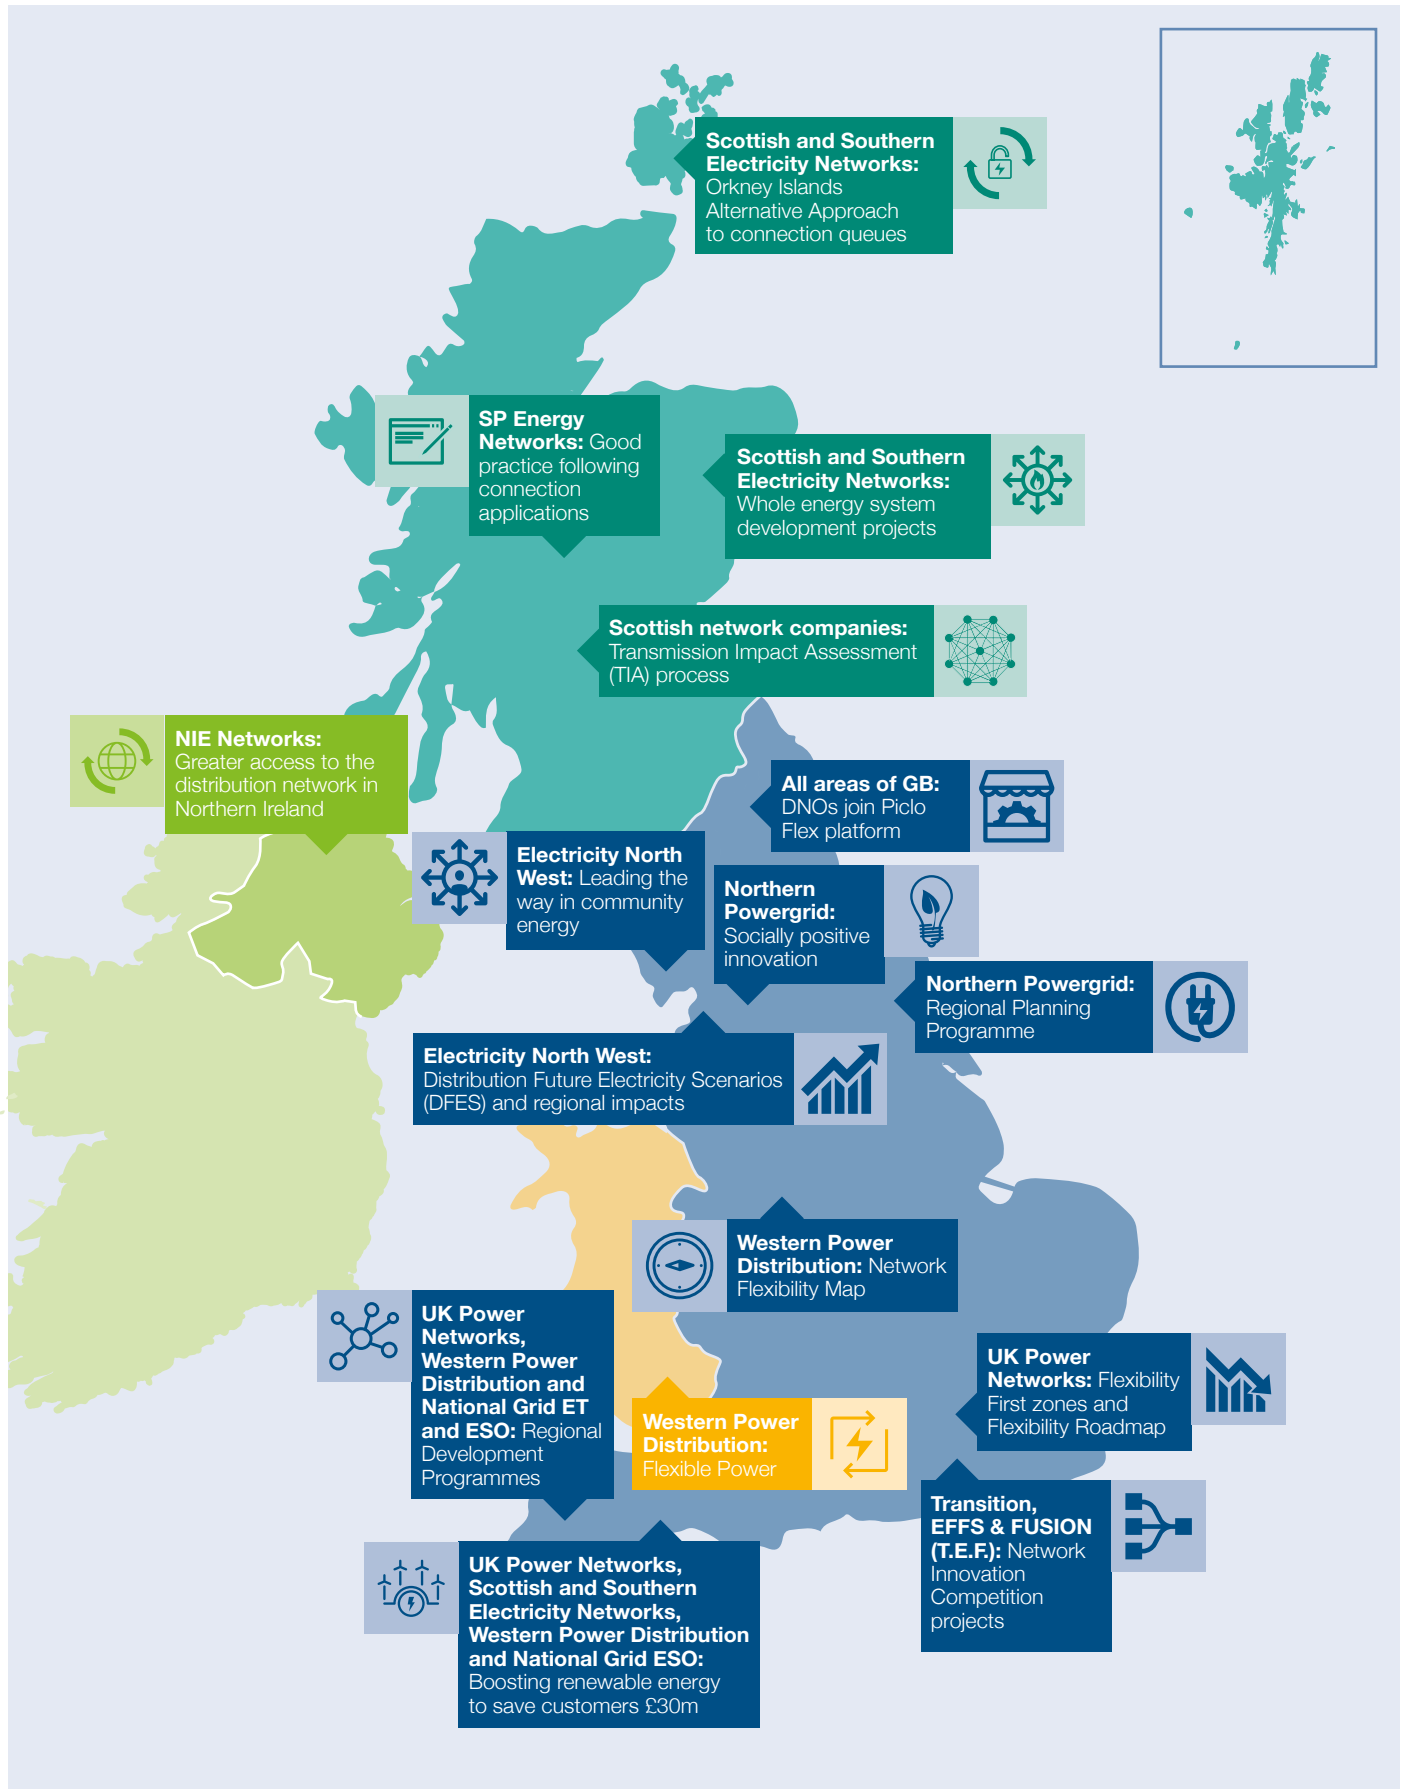 Scottish and Southern
Electricity Networks:
Orkney Islands
Alternative Approach
to connection queues
SP Energy
Networks: Good
practice following
connection
applications
Scottish and Southern
Electricity Networks:
Whole energy system
development projects
Scottish network companies:
Transmission Impact Assessment
(TIA) process
NIE Networks:
Greater access to the
distribution network in
Northern Ireland
All areas of GB:
DNOs join Piclo
Flex platform
Electricity North
West: Leading the
way in community
energy
Northern
Powergrid:
Socially positive
innovation
Northern Powergrid:
Regional Planning
Programme
Electricity North West:
Distribution Future Electricity Scenarios
(DFES) and regional impacts
Western Power
Distribution: Network
Flexibility Map
UK Power
Networks,
Western Power
Distribution and
National Grid ET
and ESO: Regional
Development
Programmes
UK Power
Networks: Flexibility
First zones and
Flexibility Roadmap
Western Power
Distribution:
Flexible Power
Transition,
EFFS & FUSION
(T.E.F.): Network
Innovation
Competition
projects
UK Power Networks,
Scottish and Southern
Electricity Networks,
Western Power Distribution
and National Grid ESO:
Boosting renewable energy
to save customers £30m